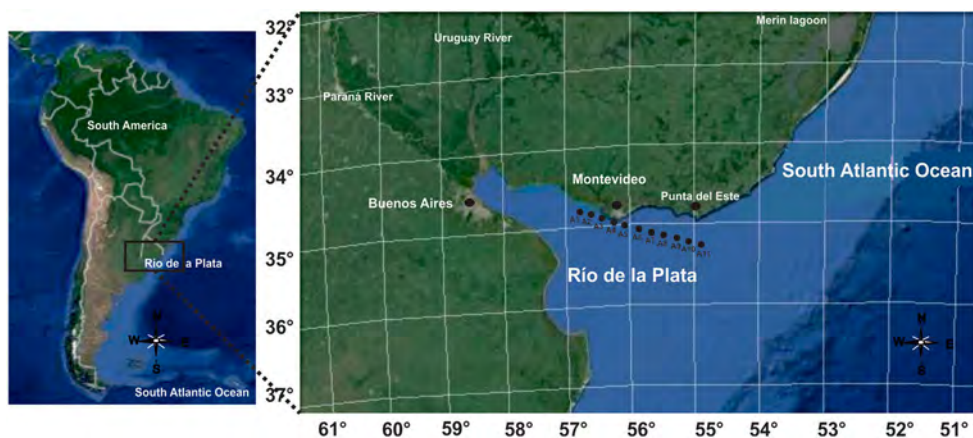 South America
Río de la Plata
N
W
E
S
South Atlantic Ocean
32°
33°
34°
35°
36°
37°
Uruguay River
Merin lagoon
Paraná River
Buenos Aires
Montevideo
Punta del Este
South Atlantic Ocean
Río de la Plata
N
W
E
S
61° 60° 59° 58° 57° 56° 55° 54° 53° 52° 51°